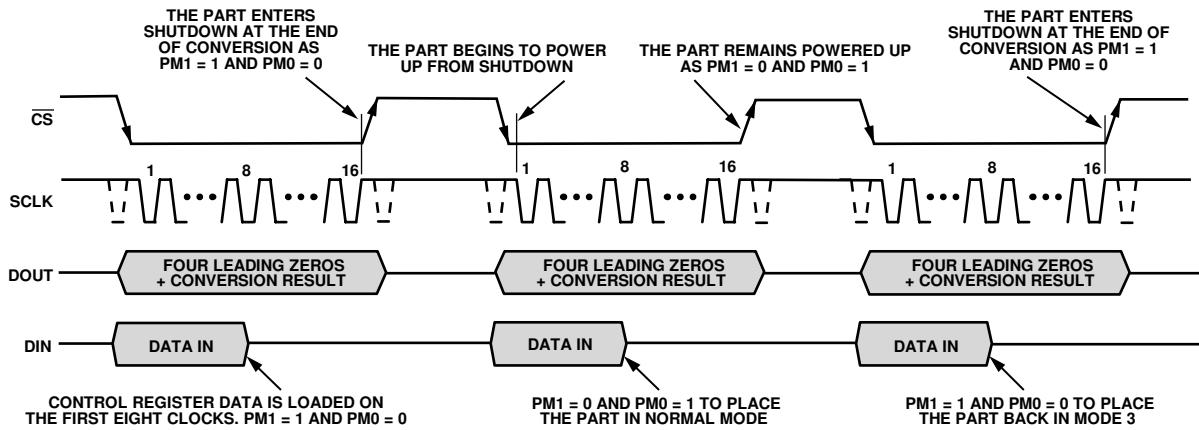 THE PART ENTERS
SHUTDOWN AT THE END
OF CONVERSION AS
PM1 = 1 AND PM0 = 0
THE PART BEGINS TO POWER
UP FROM SHUTDOWN
THE PART REMAINS POWERED UP
AS PM1 = 0 AND PM0 = 1
THE PART ENTERS
SHUTDOWN AT THE END OF
CONVERSION AS PM1 = 1
AND PM0 = 0
CS
1 8 16 1 8 16 1 8 16
SCLK
DOUT
FOUR LEADING ZEROS
+ CONVERSION RESULT
FOUR LEADING ZEROS
+ CONVERSION RESULT
FOUR LEADING ZEROS
+ CONVERSION RESULT
DIN
DATA IN
DATA IN
DATA IN
CONTROL REGISTER DATA IS LOADED ON
THE FIRST EIGHT CLOCKS. PM1 = 1 AND PM0 = 0
PM1 = 0 AND PM0 = 1 TO PLACE
THE PART IN NORMAL MODE
PM1 = 1 AND PM0 = 0 TO PLACE
THE PART BACK IN MODE 3